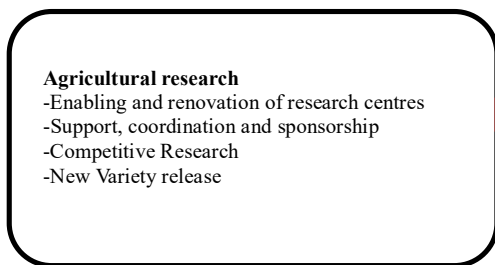 Agricultural research
-Enabling and renovation of research centres
-Support, coordination and sponsorship
-Competitive Research
-New Variety release